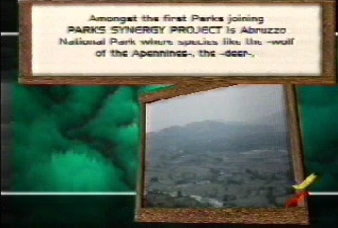 Amongst the first Parks joining
PARKS SYNERGY PROJECT is Abruzzo
National Park where species like the -wolf
of the Apennines-, the -deer-,